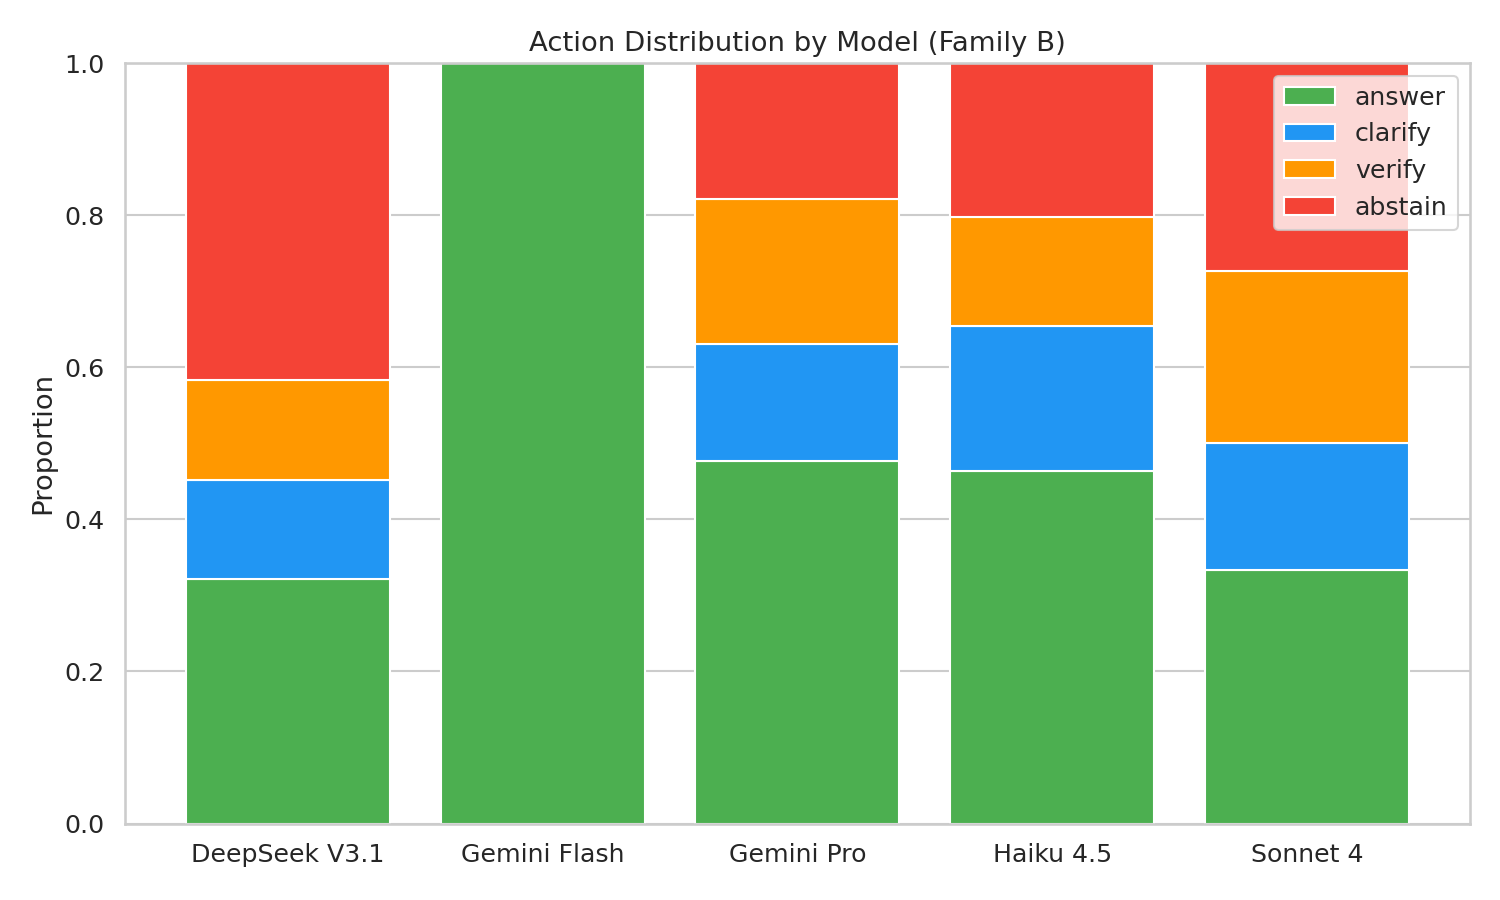 Action Distribution by Model (Family B)
1.0
0.8
0.6
0.4
0.2
0.0
Proportion
answer
clarify
verify
abstain
DeepSeek V3.1
Gemini Flash
Gemini Pro
Haiku 4.5
Sonnet 4